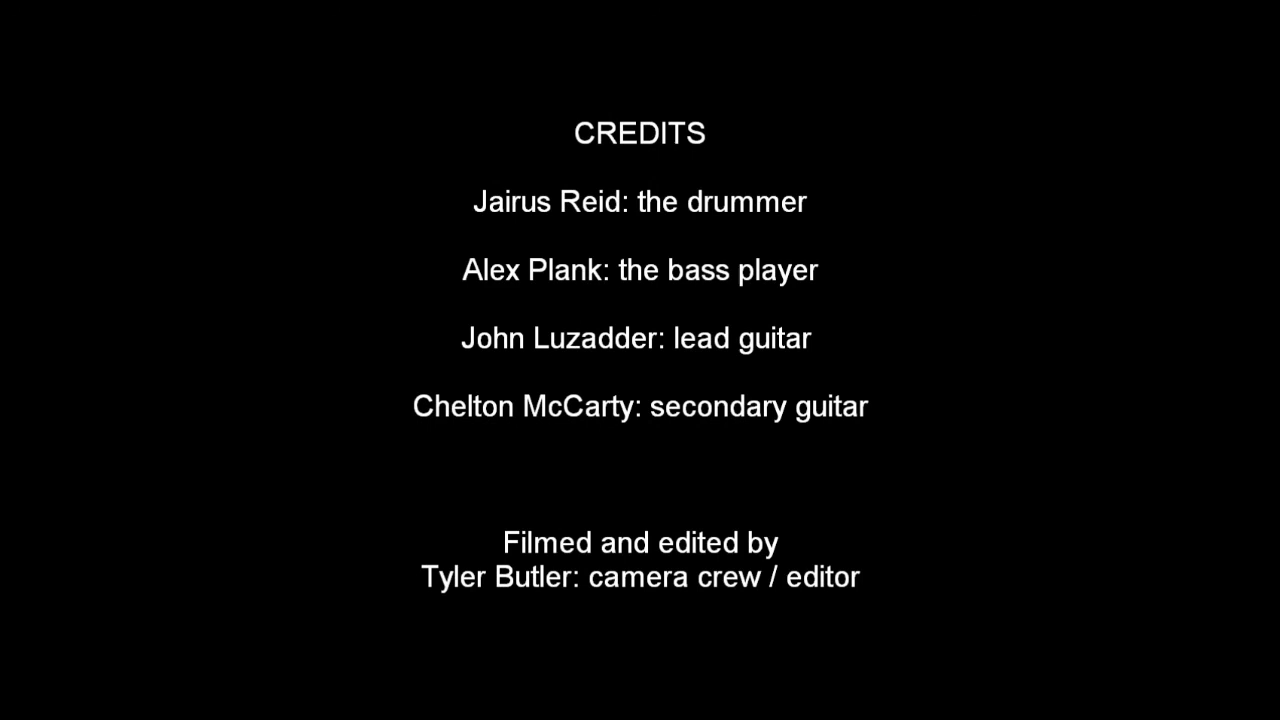 CREDITS
Jairus Reid: the drummer
Alex Plank: the bass player
John Luzadder: lead guitar
Chelton McCarty: secondary guitar
Filmed and edited by
Tyler Butler: camera crew / editor